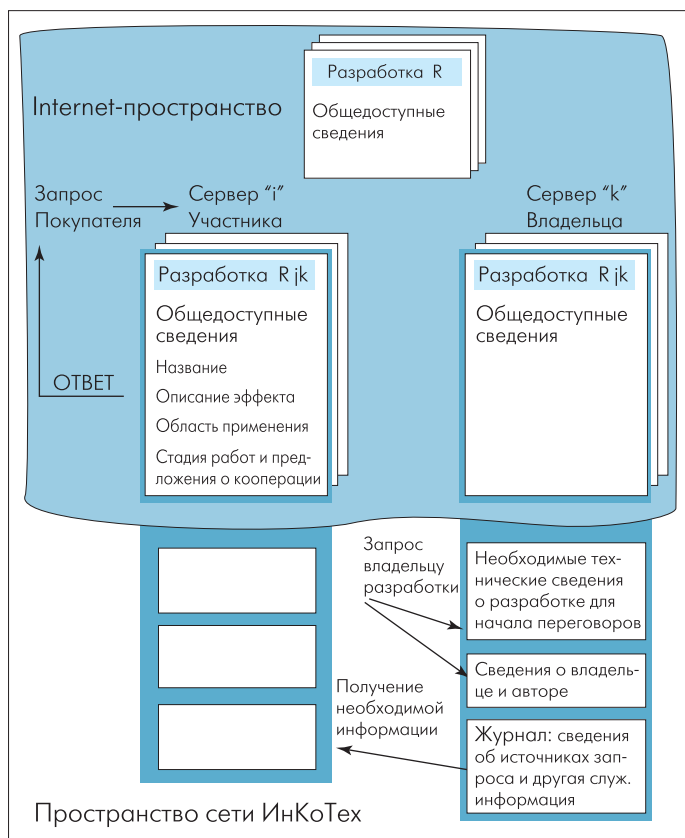 Разработка R
Общедоступные
сведения
Internet-пространство
Запрос
Покупателя
Сервер “i”
Участника
Сервер “k”
Владельца
Разработка R jk
Общедоступные
сведения
Название
Описание эффекта
Область применения
Стадия работ и пред-
ложения о кооперации
ОТВЕТ
Разработка R jk
Общедоступные
сведения
Запрос
владельцу
разработки
Необходимые тех-
нические сведения
о разработке для
начала переговоров
Сведения о владель-
це и авторе
Получение
необходимой
информации
Журнал: сведения
об источниках зап-
роса и другая служ.
информация
Пространство сети ИнКоТех